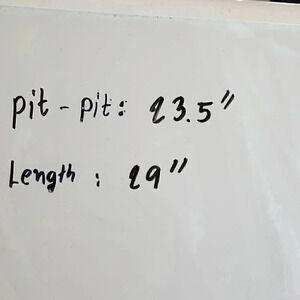 pit - pit: 23.5"
Length : 29"